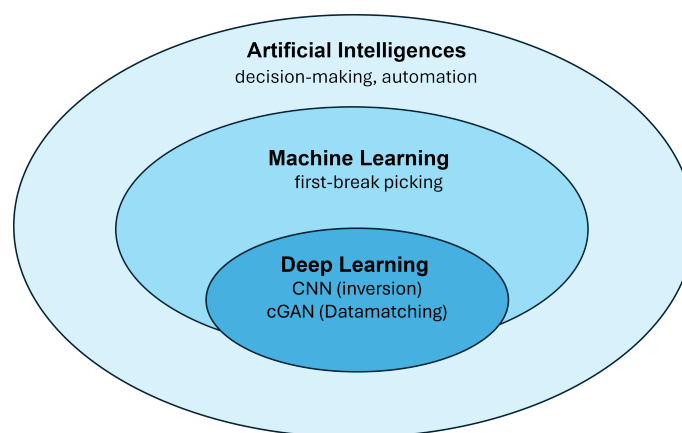 Artificial Intelligences
decision-making, automation
Machine Learning
first-break picking
Deep Learning
CNN (inversion)
cGAN (Datamatching)